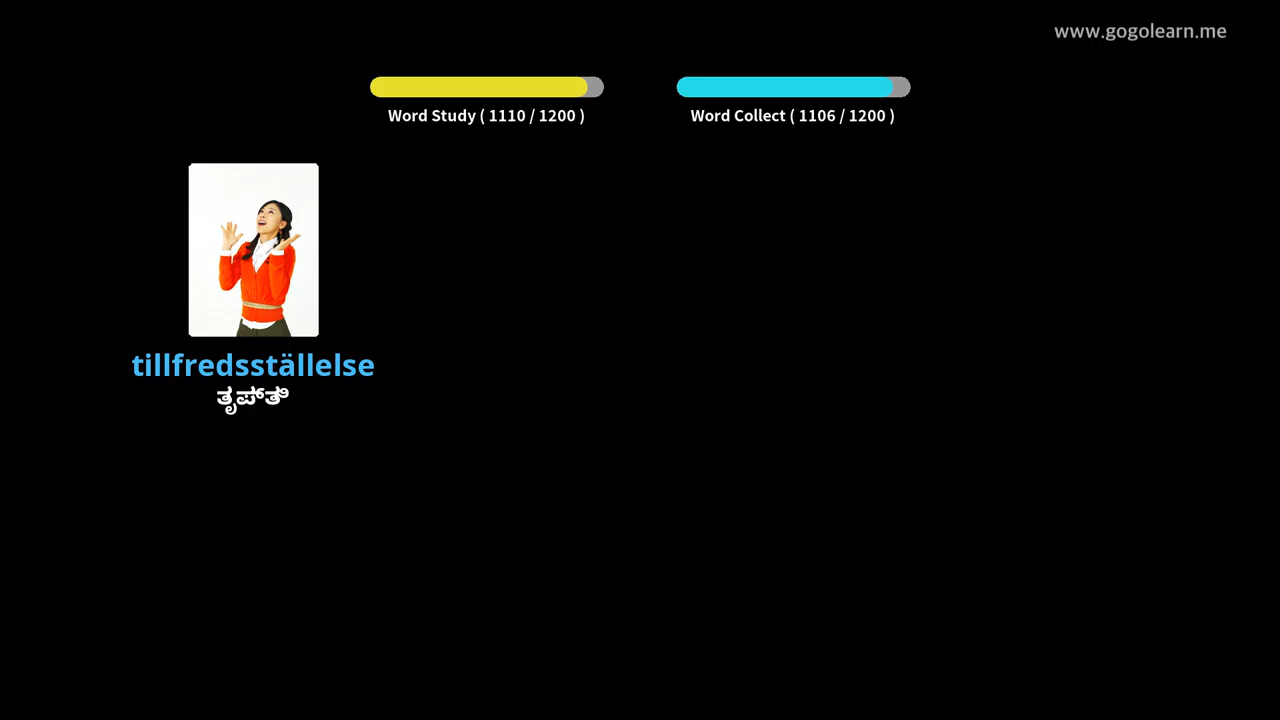 www.gogolearn.me
Word Study ( 1110 / 1200 )
Word Collect ( 1106 / 1200 )
tillfredsställelse
ತೃಪ್ತಿ